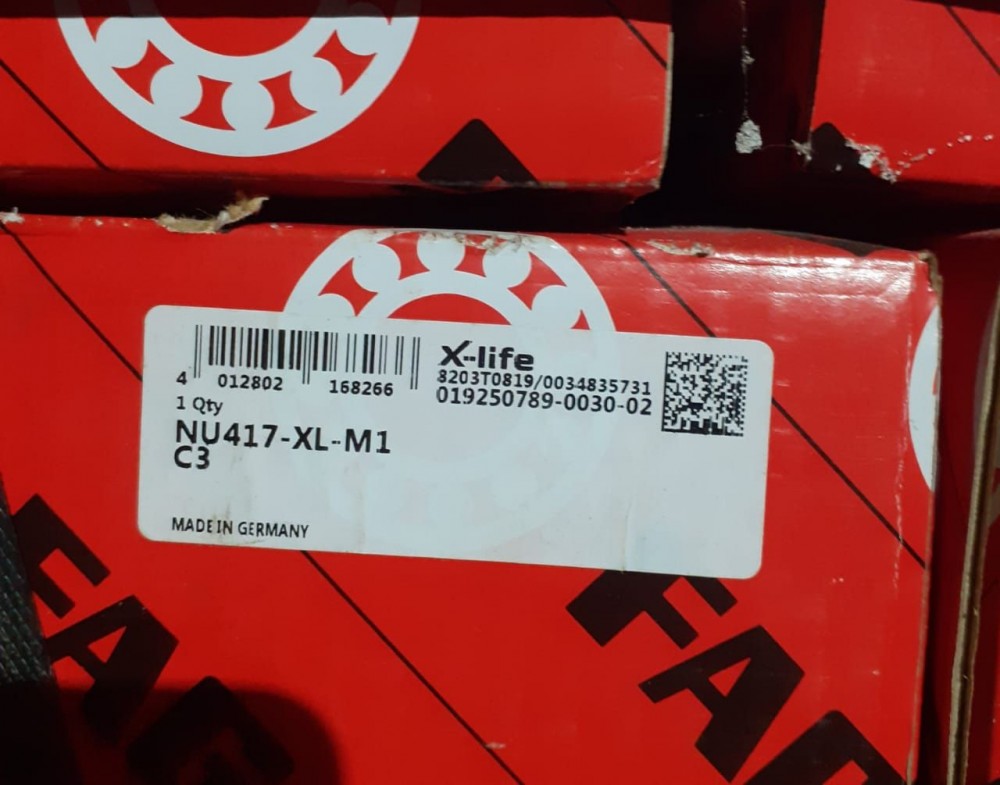 X-life
8203T0819/0034835731
019250789-0030-02
4 012802 168266
1 Qty
NU417-XL-M1
C3
MADE IN GERMANY
FAG
FAG